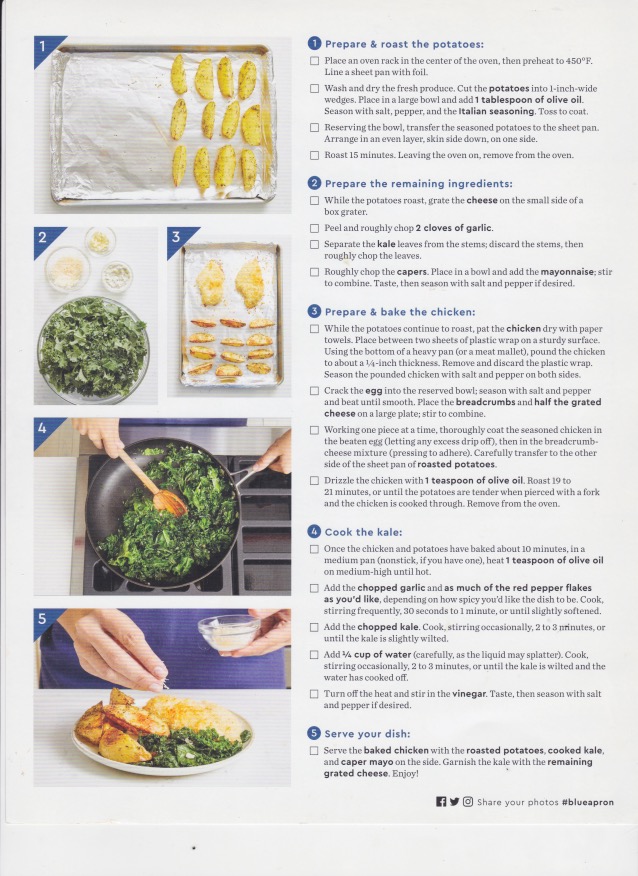 1
2
3
4
5
1 Prepare & roast the potatoes:
Place an oven rack in the center of the oven, then preheat to 450°F.
Line a sheet pan with foil.
Wash and dry the fresh produce. Cut the potatoes into 1-inch-wide
wedges. Place in a large bowl and add 1 tablespoon of olive oil.
Season with salt, pepper, and the Italian seasoning. Toss to coat.
Reserving the bowl, transfer the seasoned potatoes to the sheet pan.
Arrange in an even layer, skin side down, on one side.
Roast 15 minutes. Leaving the oven on, remove from the oven.
2 Prepare the remaining ingredients:
While the potatoes roast, grate the cheese on the small side of a
box grater.
Peel and roughly chop 2 cloves of garlic.
Separate the kale leaves from the stems; discard the stems, then
roughly chop the leaves.
Roughly chop the capers. Place in a bowl and add the mayonnaise; stir
to combine. Taste, then season with salt and pepper if desired.
3 Prepare & bake the chicken:
While the potatoes continue to roast, pat the chicken dry with paper
towels. Place between two sheets of plastic wrap on a sturdy surface.
Using the bottom of a heavy pan (or a meat mallet), pound the chicken
to about a ¼-inch thickness. Remove and discard the plastic wrap.
Season the pounded chicken with salt and pepper on both sides.
Crack the egg into the reserved bowl; season with salt and pepper
and beat until smooth. Place the breadcrumbs and half the grated
cheese on a large plate; stir to combine.
Working one piece at a time, thoroughly coat the seasoned chicken in
the beaten egg (letting any excess drip off), then in the breadcrumb-
cheese mixture (pressing to adhere). Carefully transfer to the other
side of the sheet pan of roasted potatoes.
Drizzle the chicken with 1 teaspoon of olive oil. Roast 19 to
21 minutes, or until the potatoes are tender when pierced with a fork
and the chicken is cooked through. Remove from the oven.
4 Cook the kale:
Once the chicken and potatoes have baked about 10 minutes, in a
medium pan (nonstick, if you have one), heat 1 teaspoon of olive oil
on medium-high until hot.
Add the chopped garlic and as much of the red pepper flakes
as you'd like, depending on how spicy you'd like the dish to be. Cook,
stirring frequently, 30 seconds to 1 minute, or until slightly softened.
Add the chopped kale. Cook, stirring occasionally, 2 to 3 minutes, or
until the kale is slightly wilted.
Add ¼ cup of water (carefully, as the liquid may splatter). Cook,
stirring occasionally, 2 to 3 minutes, or until the kale is wilted and the
water has cooked off.
Turn off the heat and stir in the vinegar. Taste, then season with salt
and pepper if desired.
5 Serve your dish:
Serve the baked chicken with the roasted potatoes, cooked kale,
and caper mayo on the side. Garnish the kale with the remaining
grated cheese. Enjoy!
Share your photos #blueapron